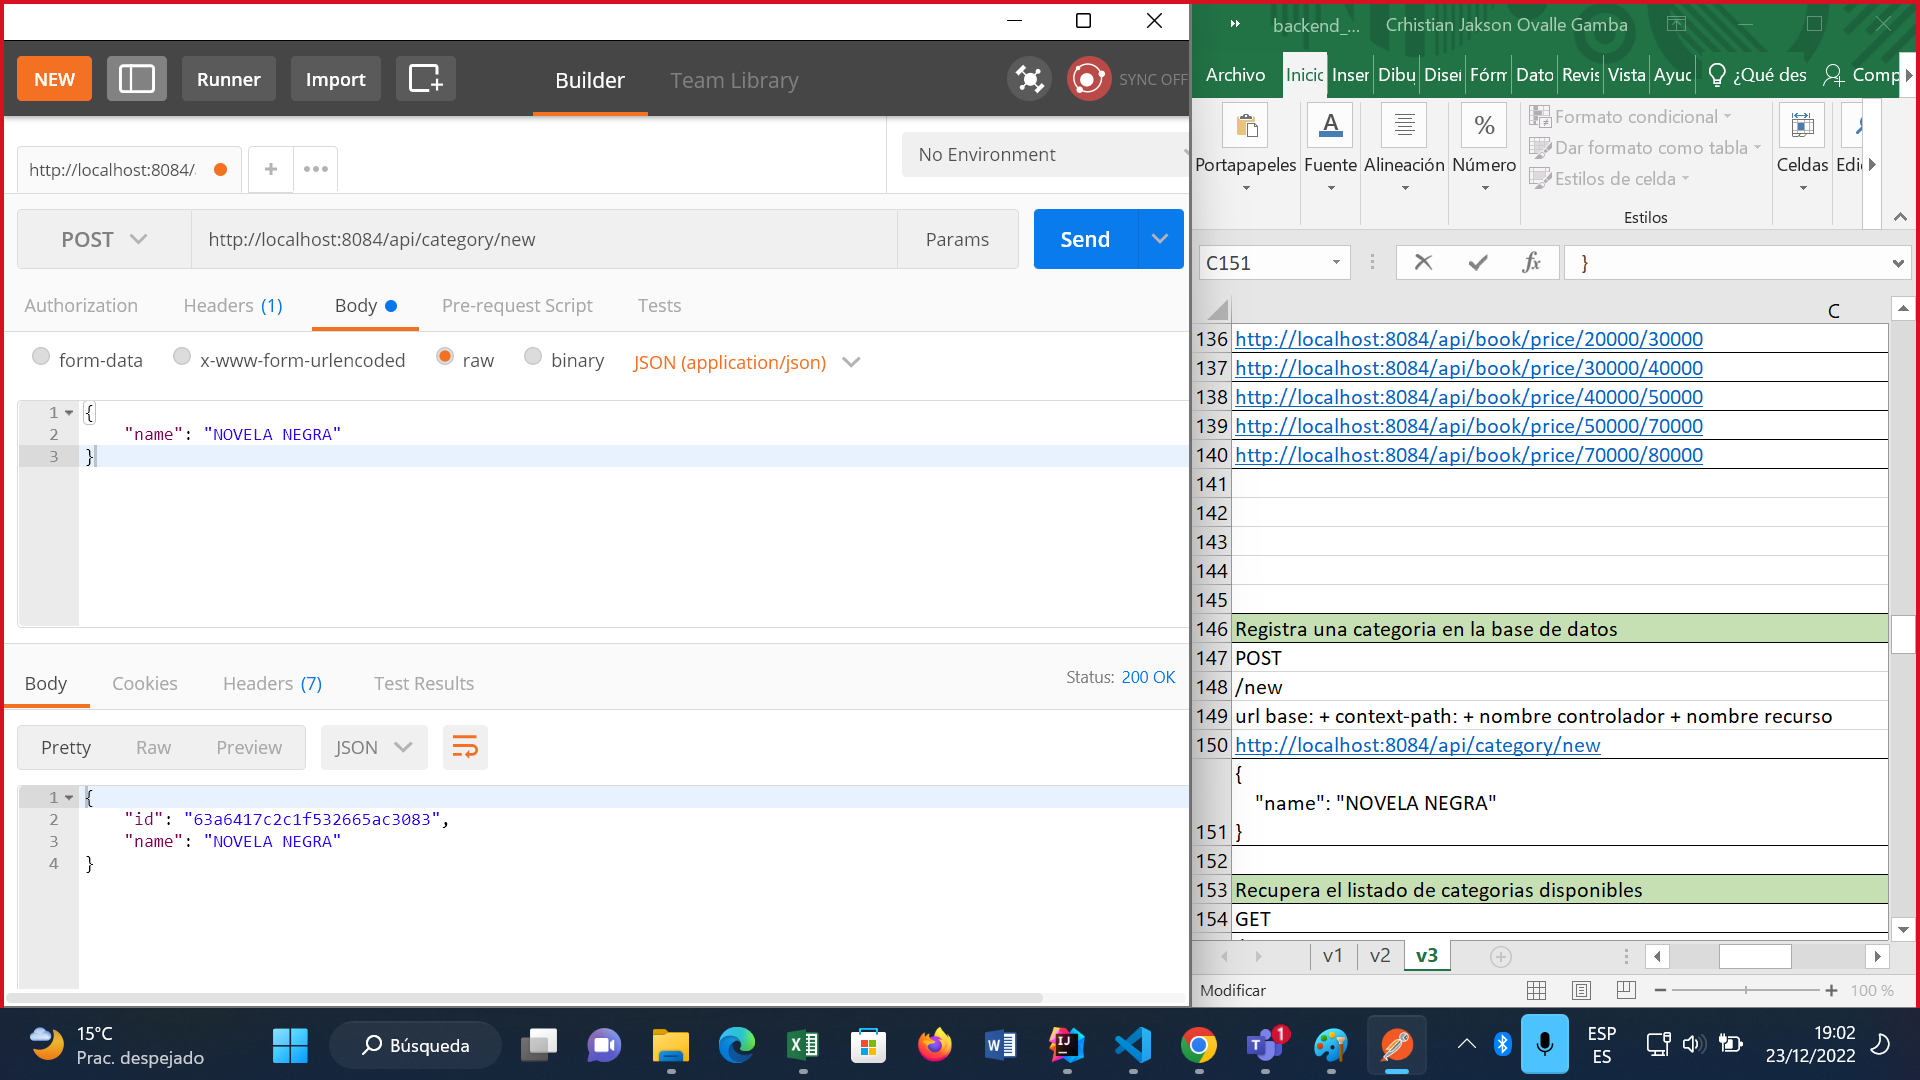 NEW
Runner
Import
Builder
Team Library
SYNC OFF
http://localhost:8084/
No Environment
POST
http://localhost:8084/api/category/new
Params
Send
Authorization
Headers (1)
Body
Pre-request Script
Tests
form-data
x-www-form-urlencoded
raw
binary
JSON (application/json)
1 {
2 "name": "NOVELA NEGRA"
3 }
Body
Cookies
Headers (7)
Test Results
Status: 200 OK
Pretty
Raw
Preview
JSON
1 {
2 "id": "63a6417c2c1f532665ac3083",
3 "name": "NOVELA NEGRA"
4 }
backend_...
Crhistian Jakson Ovalle Gamba
Archivo
Inic
Inser
Dibu
Dise
Fórm
Dato
Revis
Vista
Ayuc
¿Qué des
Comp
Portapapeles
Fuente
Alineación
%
Número
Formato condicional
Dar formato como tabla
Estilos de celda
Estilos
Celdas
Edi
C151
fx
}
C
136 http://localhost:8084/api/book/price/20000/30000
137 http://localhost:8084/api/book/price/30000/40000
138 http://localhost:8084/api/book/price/40000/50000
139 http://localhost:8084/api/book/price/50000/70000
140 http://localhost:8084/api/book/price/70000/80000
141
142
143
144
145
146 Registra una categoria en la base de datos
147 POST
148 /new
149 url base: + context-path: + nombre controlador + nombre recurso
150 http://localhost:8084/api/category/new
{
"name": "NOVELA NEGRA"
151 }
152
153 Recupera el listado de categorias disponibles
154 GET
v1
v2
v3
Modificar
100 %
15°C
Prac. despejado
Búsqueda
1
ESP
ES
19:02
23/12/2022